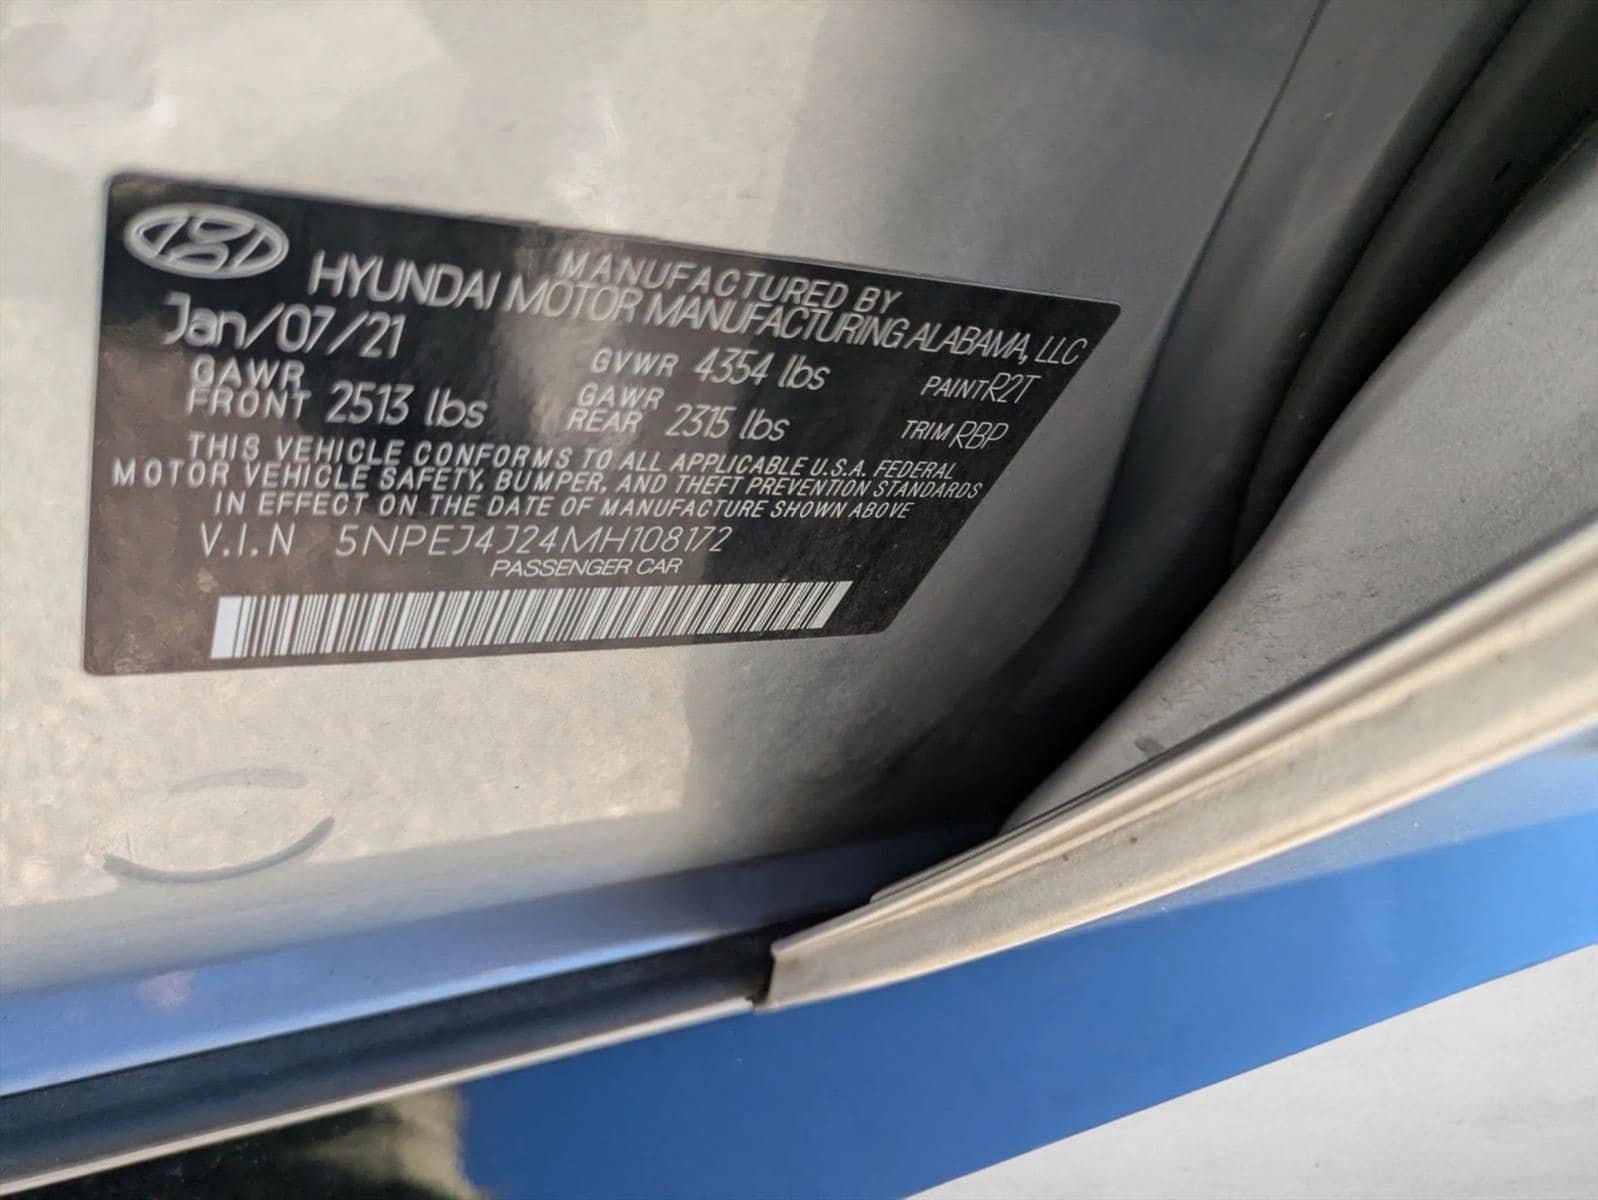 MANUFACTURED BY
HYUNDAI MOTOR MANUFACTURING ALABAMA, LLC
Jan/07/21
GVWR 4354 lbs
PAINT R2T
GAWR FRONT 2513 lbs
GAWR REAR 2315 lbs
TRIM RBP
THIS VEHICLE CONFORMS TO ALL APPLICABLE U.S.A. FEDERAL
MOTOR VEHICLE SAFETY, BUMPER, AND THEFT PREVENTION STANDARDS
IN EFFECT ON THE DATE OF MANUFACTURE SHOWN ABOVE
V.I.N 5NPEJ4J24MH108172
PASSENGER CAR